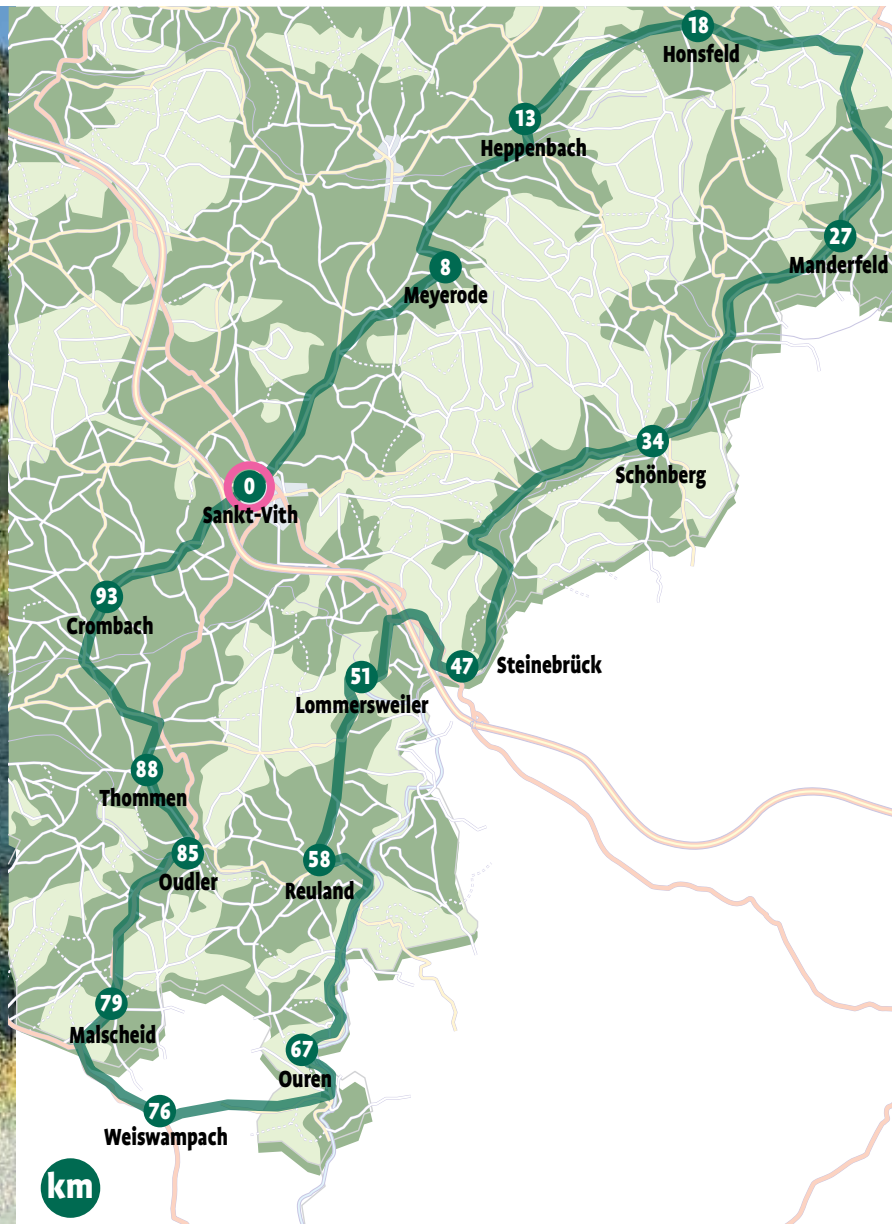 18
Honsfeld
13
Heppenbach
27
Manderfeld
8
Meyerode
34
Schönberg
0
Sankt-Vith
93
Crombach
47
Steinebrück
51
Lommersweiler
88
Thommen
85
Oudler
58
Reuland
79
Malscheid
67
Ouren
76
Weiswampach
km